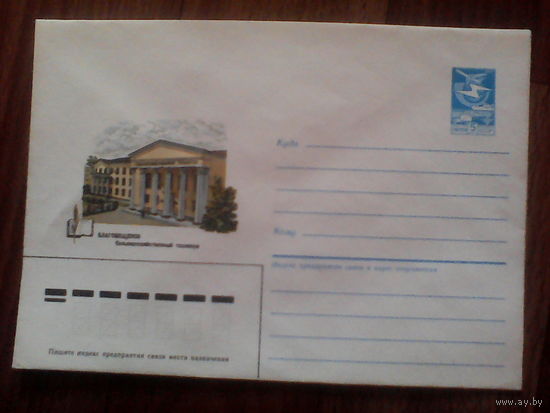 Куда
БЛАГОВЕЩЕНСК
Сельскохозяйственный техникум
Кому
Индекс предприятия связи и адрес отправителя
Пишите индекс предприятия связи места назначения
www.ay.by